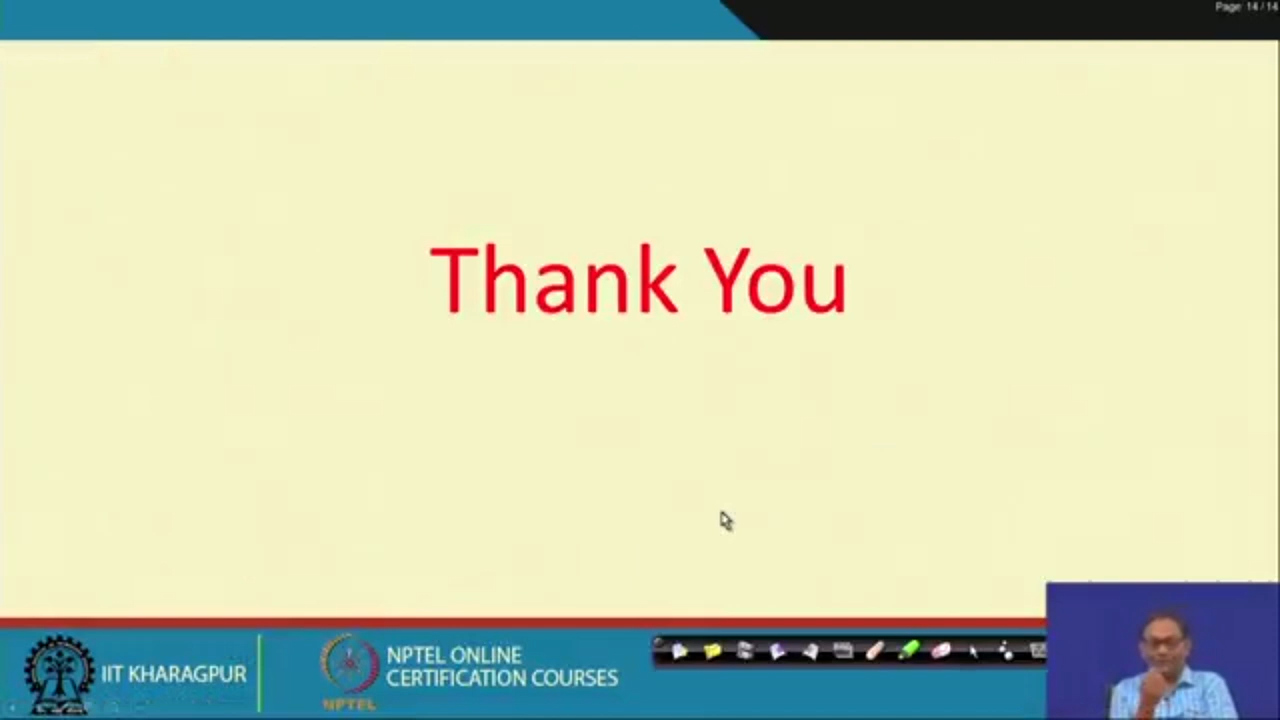 Page: 14 / 14
Thank You
IIT KHARAGPUR
NPTEL
NPTEL ONLINE
CERTIFICATION COURSES